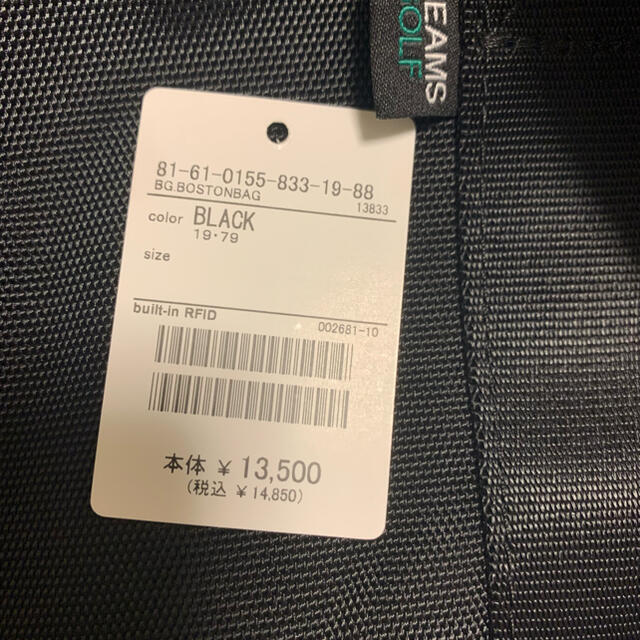 EAMS
GOLF
81-61-0155-833-19-88
BG.BOSTONBAG
13833
color BLACK
19・79
size
built-in RFID
002681-10
本体 ¥ 13,500
(税込 ¥ 14,850)